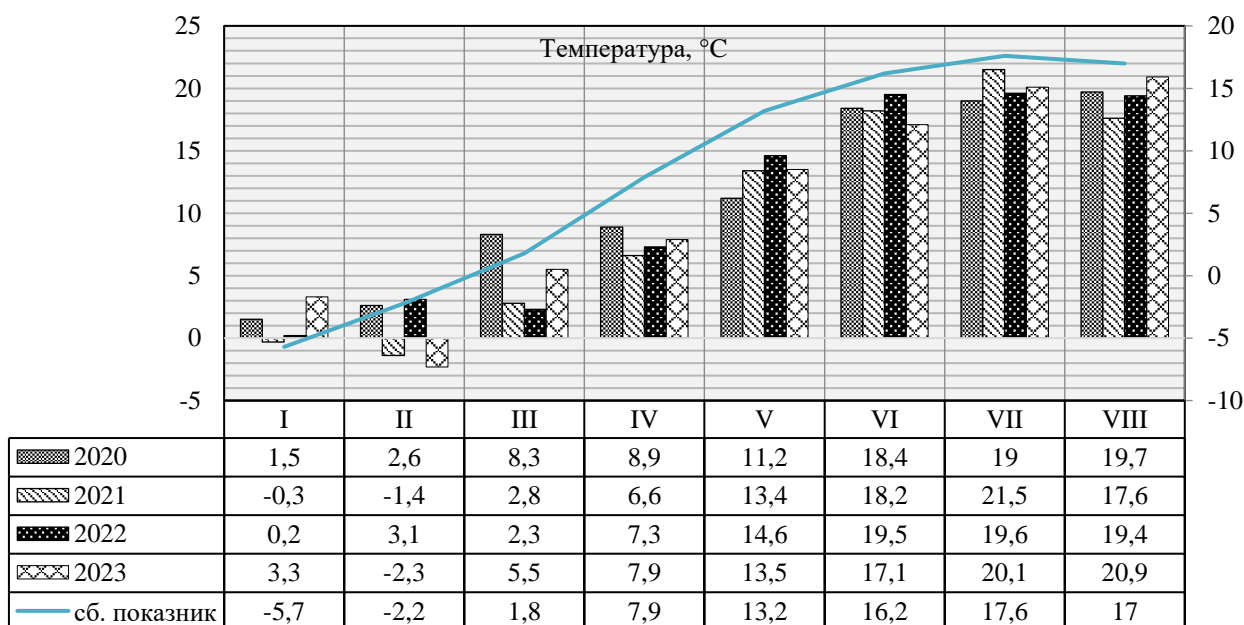 Температура, °C
25
20
15
10
5
0
-5
20
15
10
5
0
-5
-10
I II III IV V VI VII VIII
2020 1,5 2,6 8,3 8,9 11,2 18,4 19 19,7
2021 -0,3 -1,4 2,8 6,6 13,4 18,2 21,5 17,6
2022 0,2 3,1 2,3 7,3 14,6 19,5 19,6 19,4
2023 3,3 -2,3 5,5 7,9 13,5 17,1 20,1 20,9
сб. показник -5,7 -2,2 1,8 7,9 13,2 16,2 17,6 17